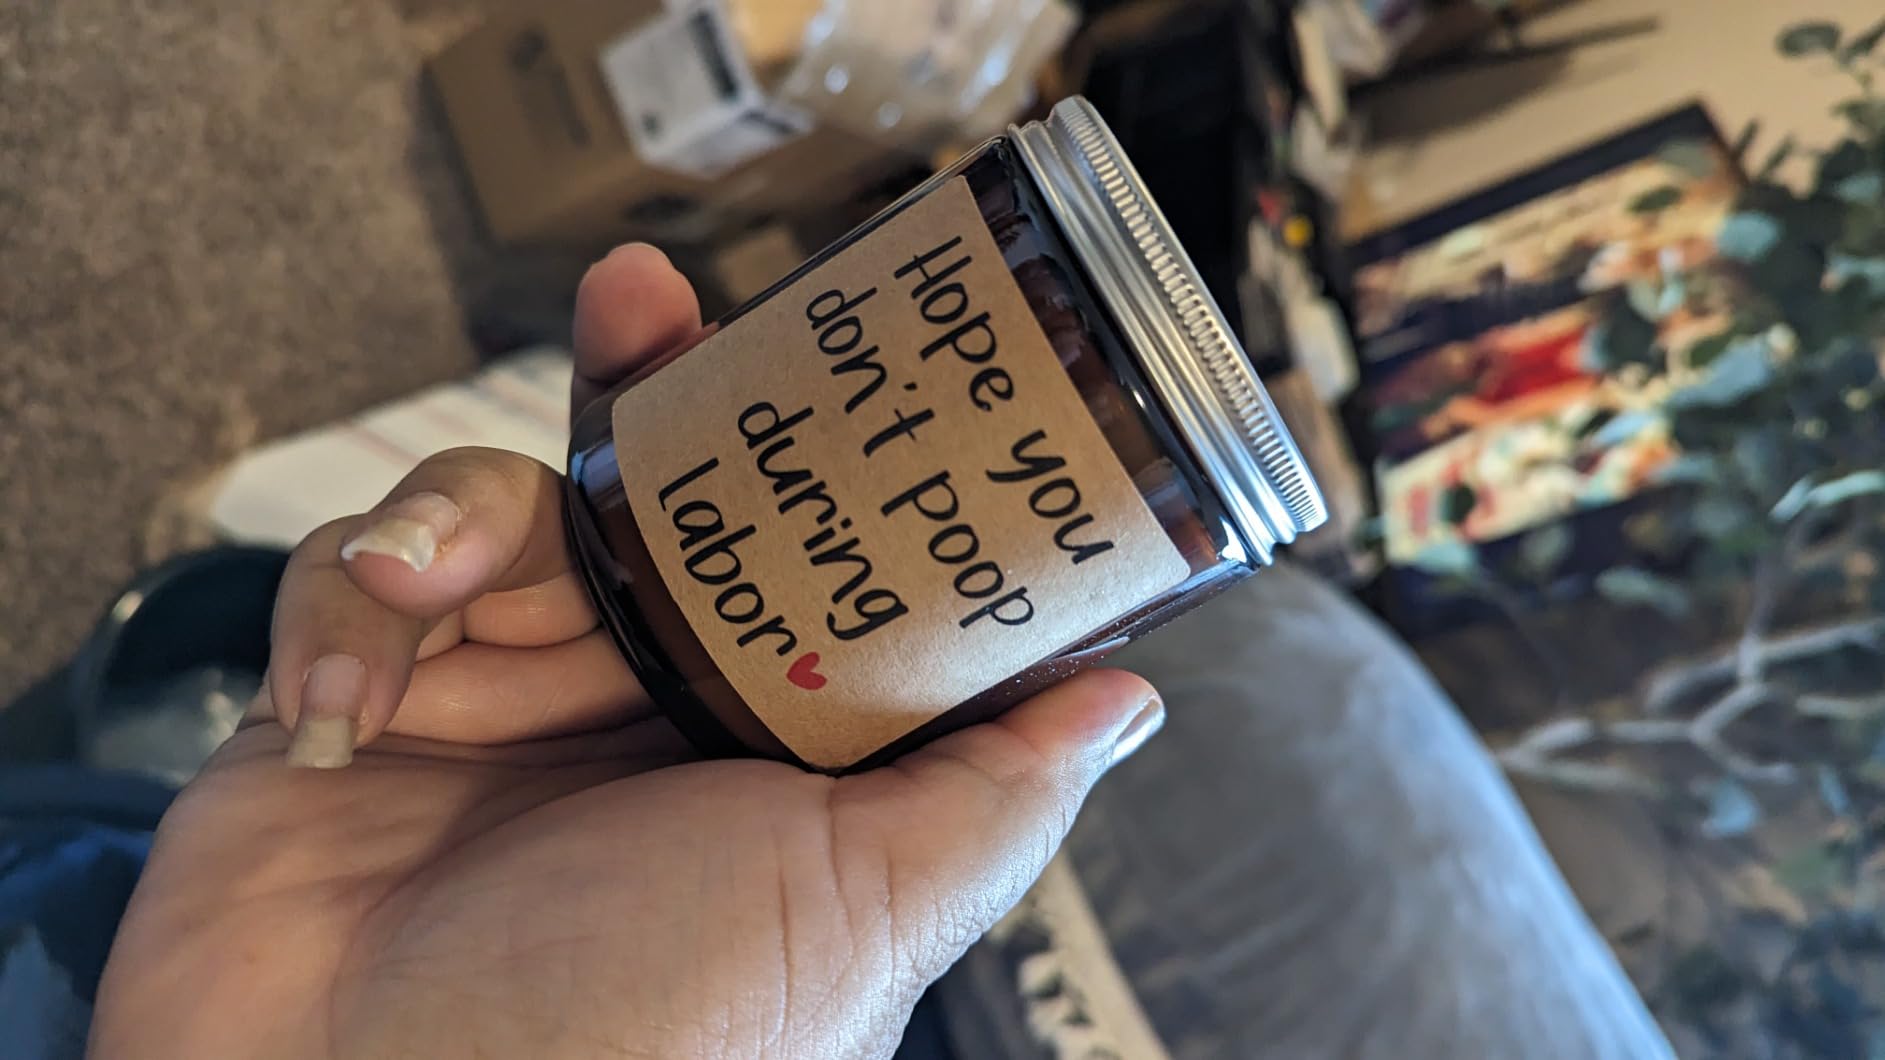 Hope you
don't poop
during
labor